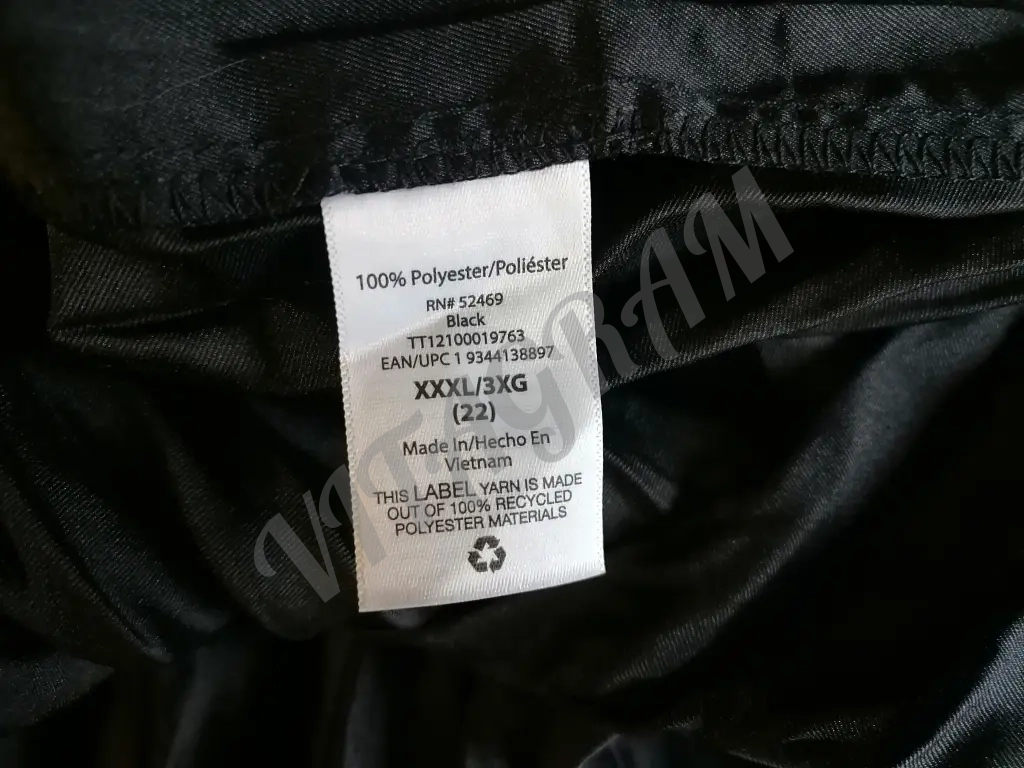 100% Polyester/Poliéster
RN# 52469
Black
TT12100019763
EAN/UPC 1 9344138897
XXXL/3XG
(22)
Made In/Hecho En
Vietnam
THIS LABEL YARN IS MADE
OUT OF 100% RECYCLED
POLYESTER MATERIALS
VITAYRAM